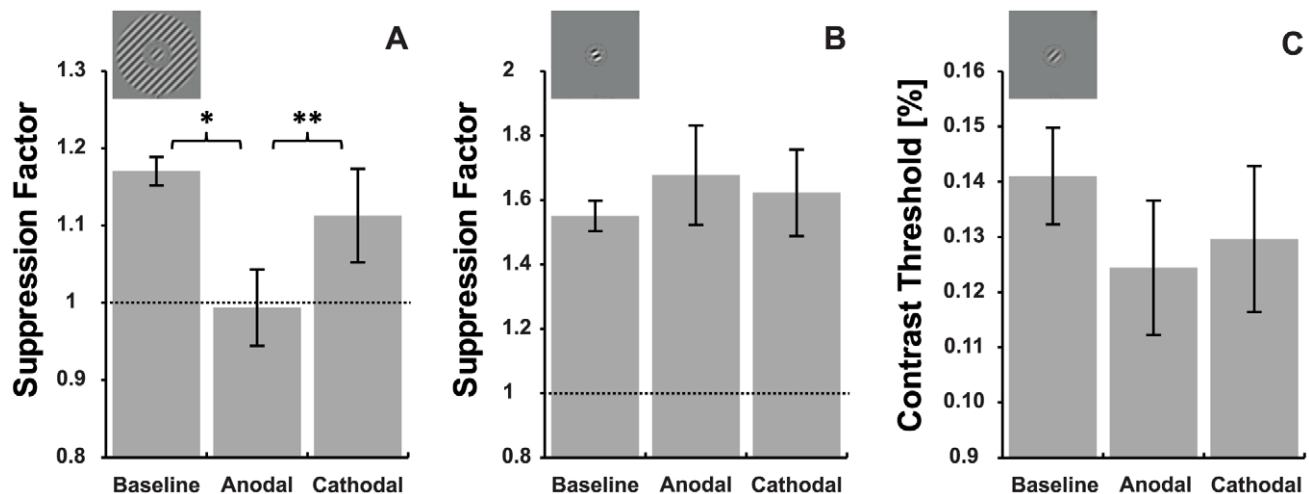 A
Suppression Factor
1.3
1.2
1.1
1
0.9
0.8
* **
Baseline Anodal Cathodal
B
Suppression Factor
2
1.8
1.6
1.4
1.2
1
0.8
Baseline Anodal Cathodal
C
Contrast Threshold [%]
0.16
0.15
0.14
0.13
0.12
0.11
0.10
0.9
Baseline Anodal Cathodal